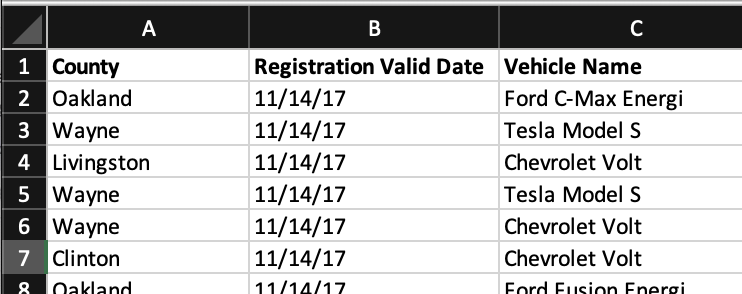 A B C
1 County Registration Valid Date Vehicle Name
2 Oakland 11/14/17 Ford C-Max Energi
3 Wayne 11/14/17 Tesla Model S
4 Livingston 11/14/17 Chevrolet Volt
5 Wayne 11/14/17 Tesla Model S
6 Wayne 11/14/17 Chevrolet Volt
7 Clinton 11/14/17 Chevrolet Volt
8 Oakland 11/14/17 Ford Fusion Energi